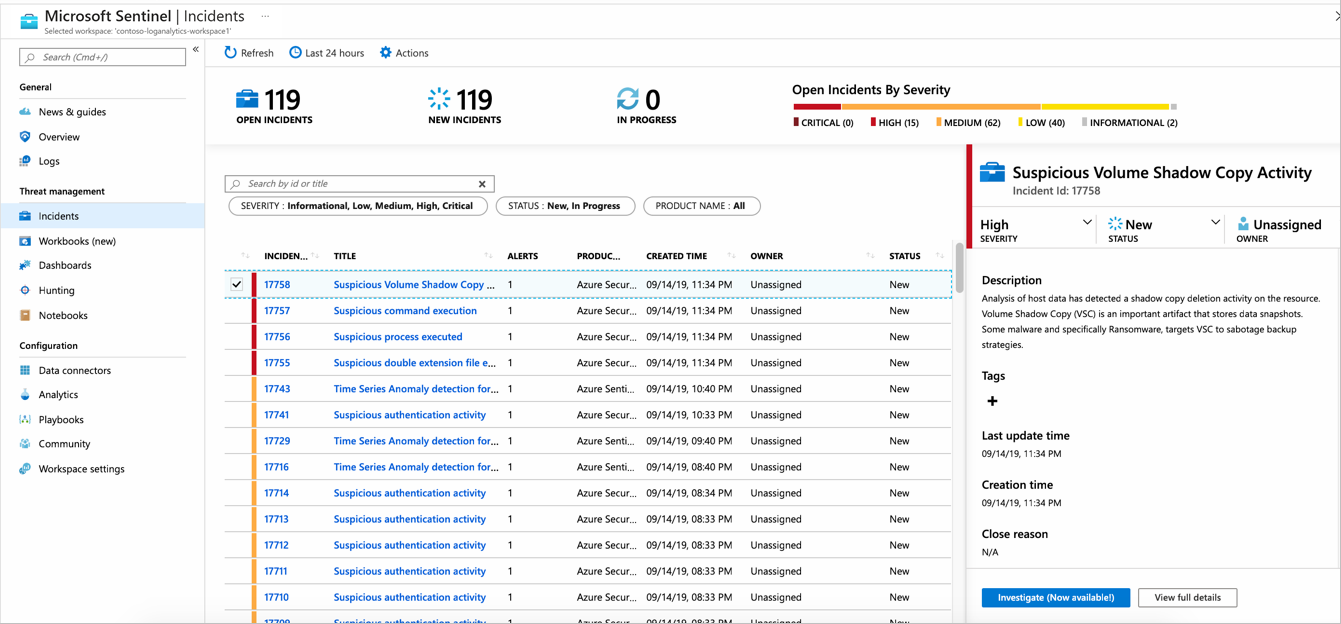 Microsoft Sentinel | Incidents ...
Selected workspace: 'contoso-loganalytics-workspace1'
Search (Cmd+/)
«
Refresh
Last 24 hours
Actions
General
News & guides
Overview
Logs
Threat management
Incidents
Workbooks (new)
Dashboards
Hunting
Notebooks
Configuration
Data connectors
Analytics
Playbooks
Community
Workspace settings
119
OPEN INCIDENTS
119
NEW INCIDENTS
0
IN PROGRESS
Open Incidents By Severity
CRITICAL (0) HIGH (15) MEDIUM (62) LOW (40) INFORMATIONAL (2)
Search by id or title
SEVERITY : Informational, Low, Medium, High, Critical
STATUS : New, In Progress
PRODUCT NAME : All
INCIDEN... TITLE ALERTS PRODUC... CREATED TIME OWNER STATUS
17758 Suspicious Volume Shadow Copy ... 1 Azure Secur... 09/14/19, 11:34 PM Unassigned New
17757 Suspicious command execution 1 Azure Secur... 09/14/19, 11:34 PM Unassigned New
17756 Suspicious process executed 1 Azure Secur... 09/14/19, 11:34 PM Unassigned New
17755 Suspicious double extension file e... 1 Azure Secur... 09/14/19, 11:34 PM Unassigned New
17743 Time Series Anomaly detection for... 1 Azure Senti... 09/14/19, 10:40 PM Unassigned New
17741 Suspicious authentication activity 1 Azure Secur... 09/14/19, 10:33 PM Unassigned New
17729 Time Series Anomaly detection for... 1 Azure Senti... 09/14/19, 09:40 PM Unassigned New
17716 Time Series Anomaly detection for... 1 Azure Senti... 09/14/19, 08:40 PM Unassigned New
17714 Suspicious authentication activity 1 Azure Secur... 09/14/19, 08:34 PM Unassigned New
17713 Suspicious authentication activity 1 Azure Secur... 09/14/19, 08:33 PM Unassigned New
17712 Suspicious authentication activity 1 Azure Secur... 09/14/19, 08:33 PM Unassigned New
17711 Suspicious authentication activity 1 Azure Secur... 09/14/19, 08:33 PM Unassigned New
17710 Suspicious authentication activity 1 Azure Secur... 09/14/19, 08:33 PM Unassigned New
17709 Suspicious authentication activity 1 Azure Secur... 09/14/19, 08:33 PM Unassigned New
Suspicious Volume Shadow Copy Activity
Incident Id: 17758
High
SEVERITY
New
STATUS
Unassigned
OWNER
Description
Analysis of host data has detected a shadow copy deletion activity on the resource.
Volume Shadow Copy (VSC) is an important artifact that stores data snapshots.
Some malware and specifically Ransomware, targets VSC to sabotage backup
strategies.
Tags
+
Last update time
09/14/19, 11:34 PM
Creation time
09/14/19, 11:34 PM
Close reason
N/A
Investigate (Now available!)
View full details